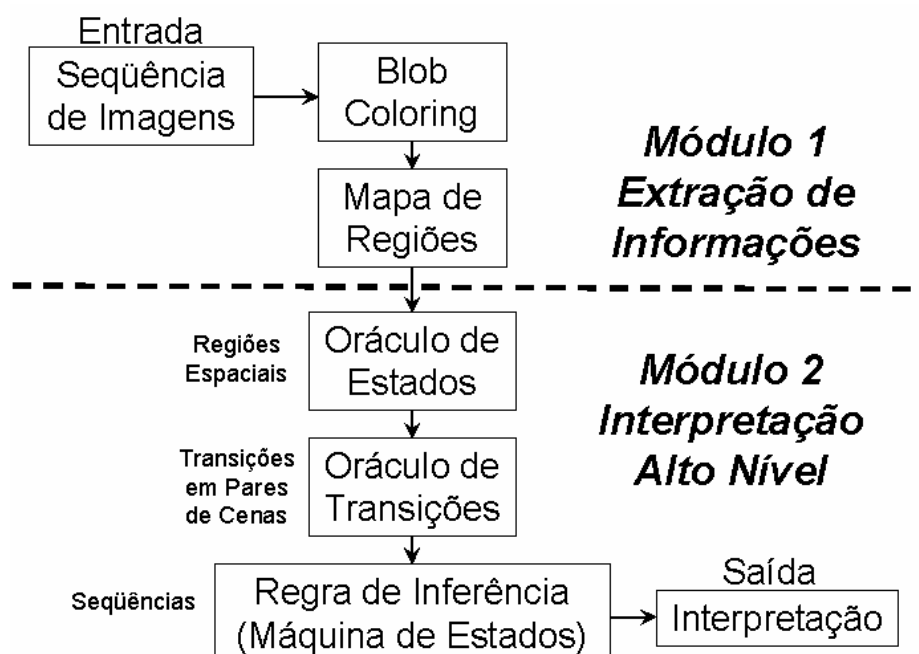 Entrada
Seqüência
de Imagens
Blob
Coloring
Mapa de
Regiões
Módulo 1
Extração de
Informações
Regiões
Espaciais
Oráculo de
Estados
Módulo 2
Interpretação
Alto Nível
Transições
em Pares
de Cenas
Oráculo de
Transições
Seqüências
Regra de Inferência
(Máquina de Estados)
Saída
Interpretação